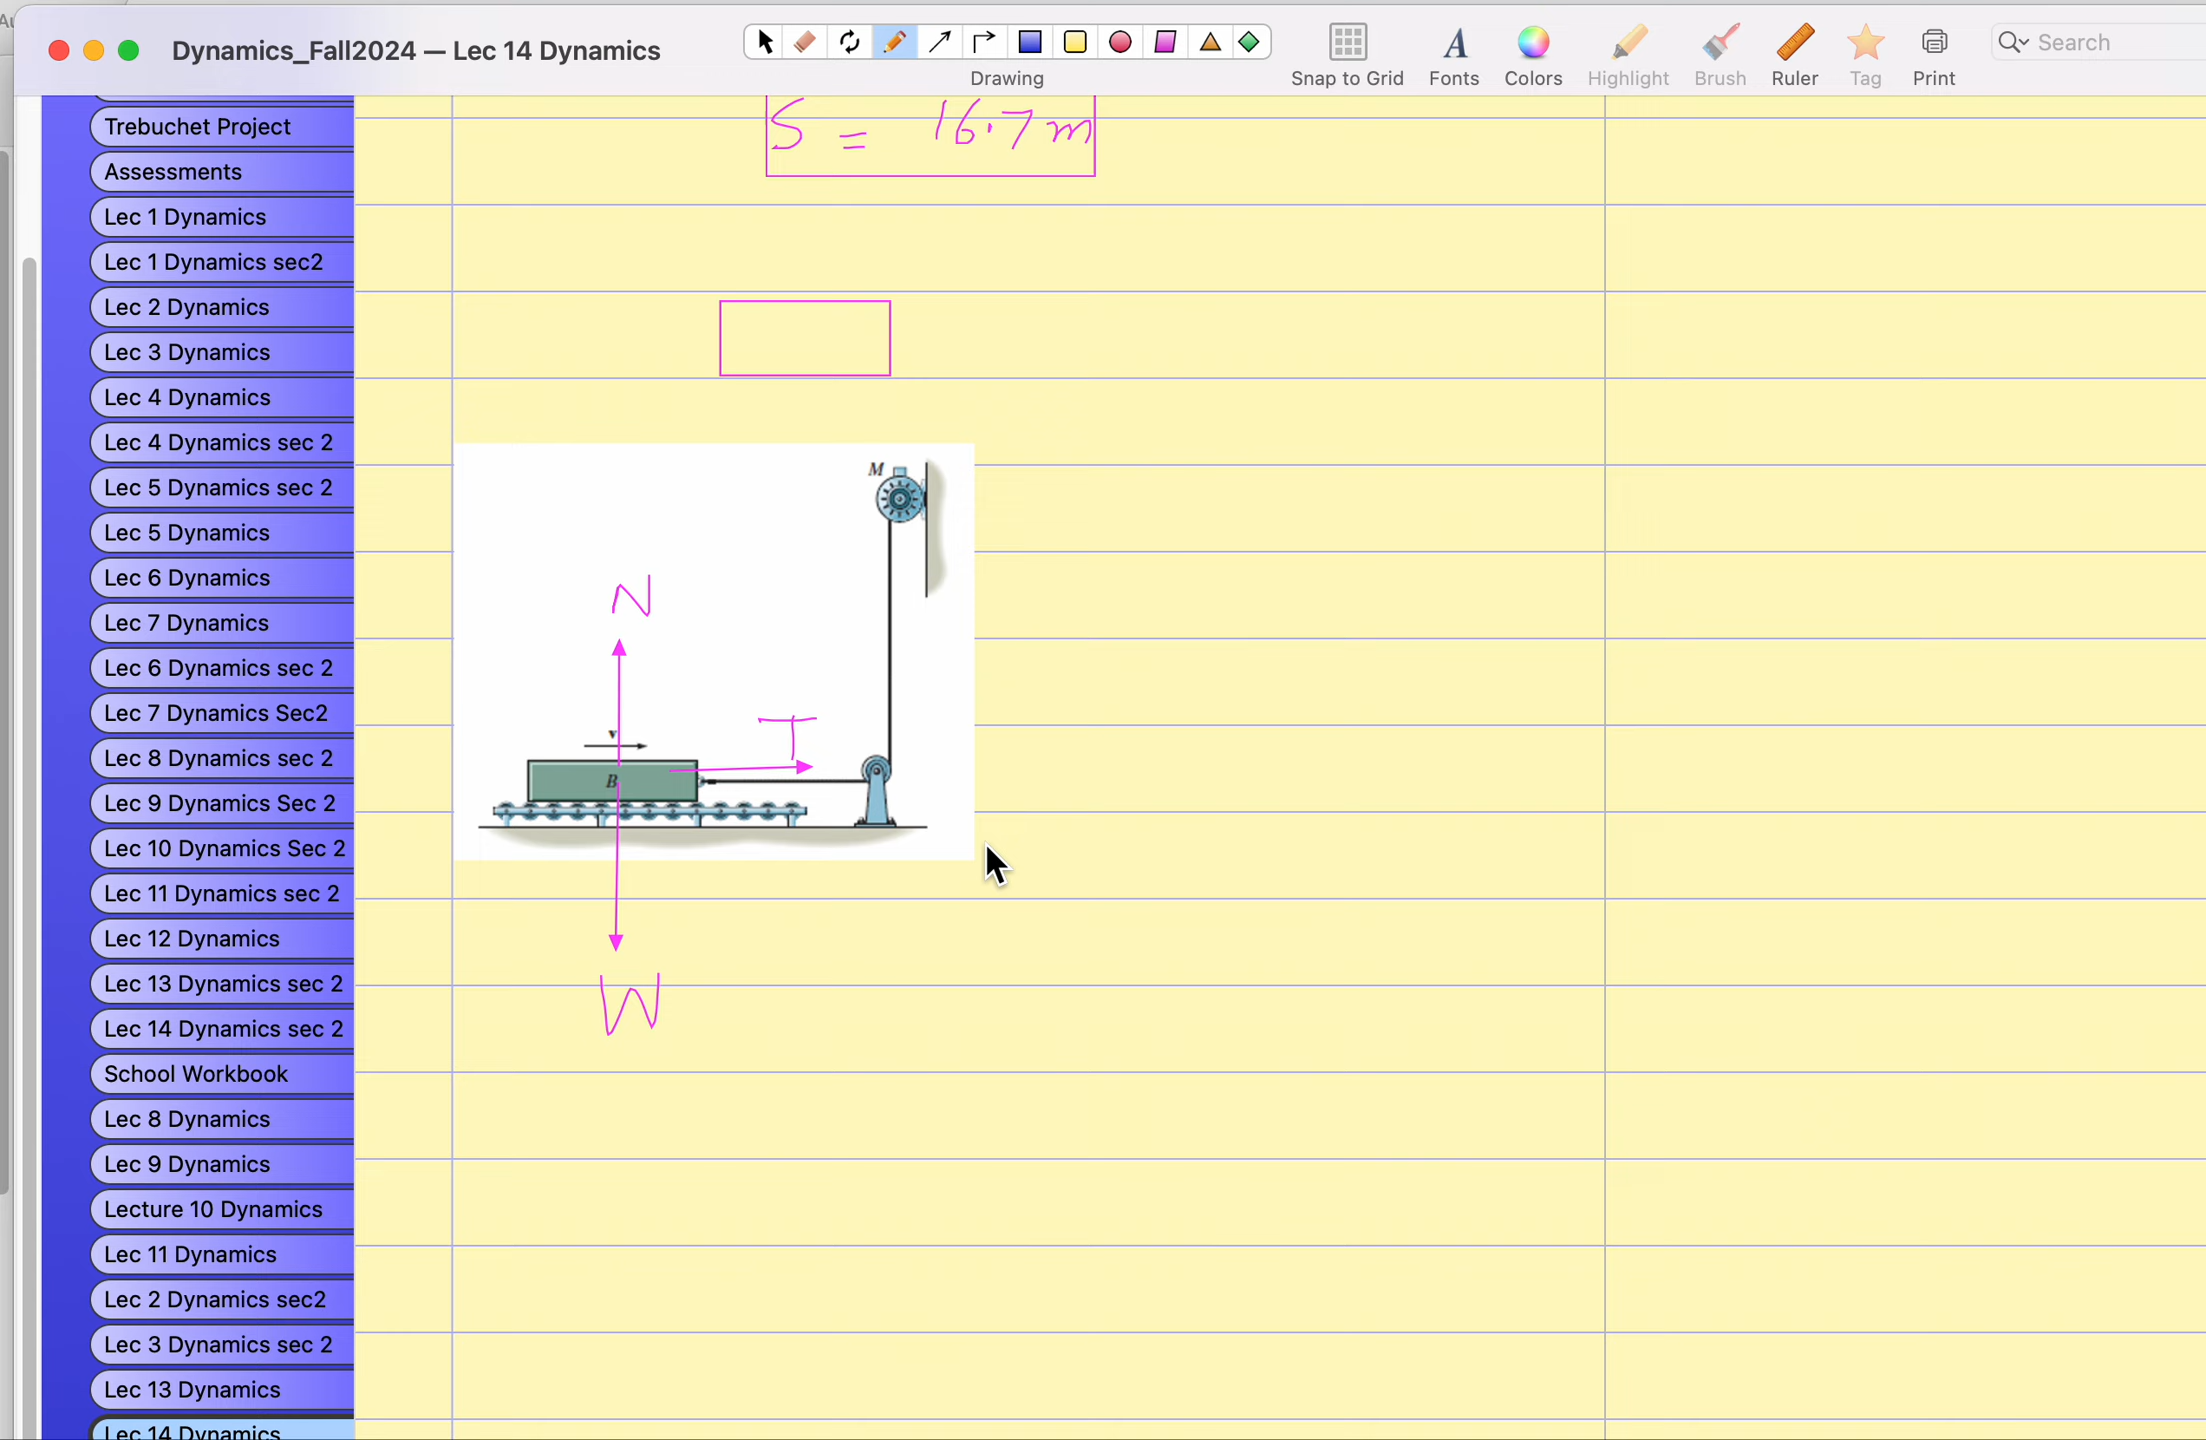 Dynamics_Fall2024 — Lec 14 Dynamics
Drawing
Snap to Grid
Fonts
Colors
Highlight
Brush
Ruler
Tag
Print
Search
Trebuchet Project
Assessments
Lec 1 Dynamics
Lec 1 Dynamics sec2
Lec 2 Dynamics
Lec 3 Dynamics
Lec 4 Dynamics
Lec 4 Dynamics sec 2
Lec 5 Dynamics sec 2
Lec 5 Dynamics
Lec 6 Dynamics
Lec 7 Dynamics
Lec 6 Dynamics sec 2
Lec 7 Dynamics Sec2
Lec 8 Dynamics sec 2
Lec 9 Dynamics Sec 2
Lec 10 Dynamics Sec 2
Lec 11 Dynamics sec 2
Lec 12 Dynamics
Lec 13 Dynamics sec 2
Lec 14 Dynamics sec 2
School Workbook
Lec 8 Dynamics
Lec 9 Dynamics
Lecture 10 Dynamics
Lec 11 Dynamics
Lec 2 Dynamics sec2
Lec 3 Dynamics sec 2
Lec 13 Dynamics
Lec 14 Dynamics
S = 16.7 m
M
N
T
v
B
W